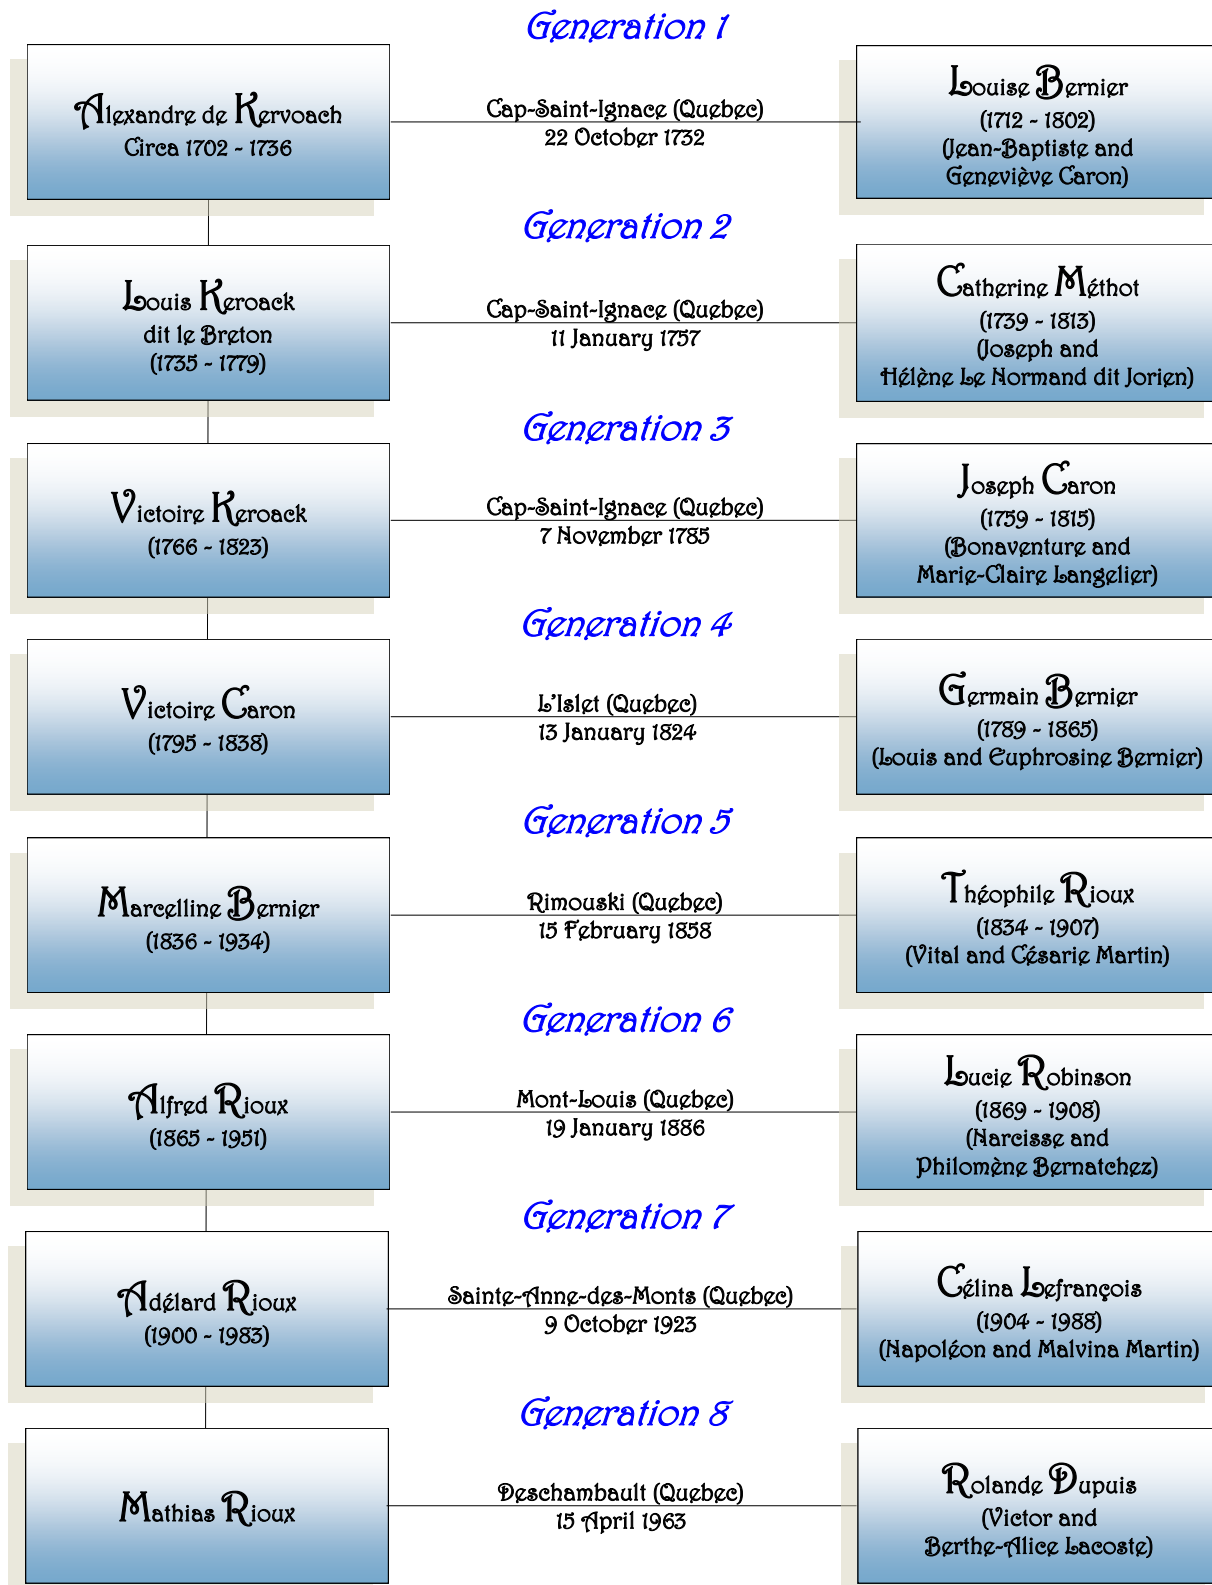 Generation 1
Alexandre de Kervoach
Circa 1702 - 1736
Cap-Saint-Ignace (Quebec)
22 October 1732
Louise Bernier
(1712 - 1802)
(Jean-Baptiste and
Geneviève Caron)
Generation 2
Louis Keroack
dit le Breton
(1735 - 1779)
Cap-Saint-Ignace (Quebec)
11 January 1757
Catherine Méthot
(1739 - 1813)
(Joseph and
Hélène Le Normand dit Jorien)
Generation 3
Victoire Keroack
(1766 - 1823)
Cap-Saint-Ignace (Quebec)
7 November 1785
Joseph Caron
(1759 - 1815)
(Bonaventure and
Marie-Claire Langelier)
Generation 4
Victoire Caron
(1795 - 1838)
L'Islet (Quebec)
13 January 1824
Germain Bernier
(1789 - 1865)
(Louis and Euphrosine Bernier)
Generation 5
Marcelline Bernier
(1836 - 1934)
Rimouski (Quebec)
15 February 1858
Théophile Rioux
(1834 - 1907)
(Vital and Césarie Martin)
Generation 6
Alfred Rioux
(1865 - 1951)
Mont-Louis (Quebec)
19 January 1886
Lucie Robinson
(1869 - 1908)
(Narcisse and
Philomène Bernatchez)
Generation 7
Adélard Rioux
(1900 - 1983)
Sainte-Anne-des-Monts (Quebec)
9 October 1923
Célina Lefrançois
(1904 - 1988)
(Napoléon and Malvina Martin)
Generation 8
Mathias Rioux
Deschambault (Quebec)
15 April 1963
Rolande Dupuis
(Victor and
Berthe-Alice Lacoste)